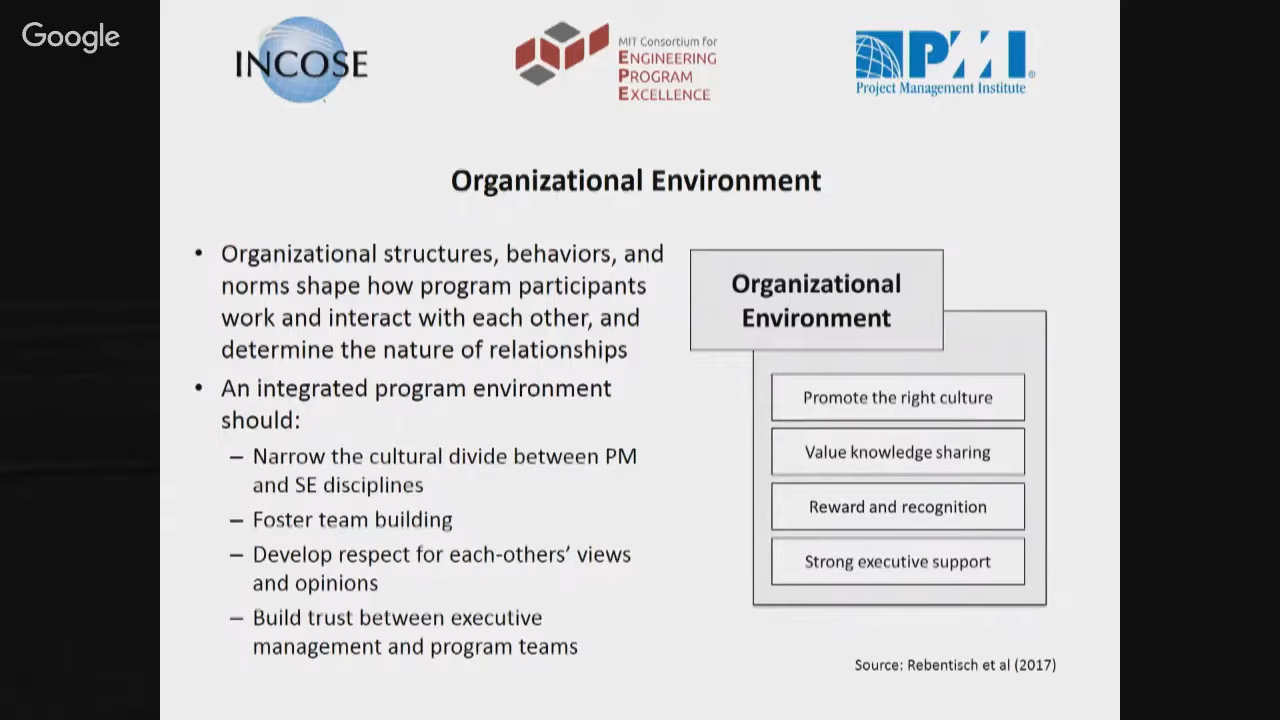 Google
INCOSE
MIT Consortium for
ENGINEERING
PROGRAM
EXCELLENCE
PMI®
Project Management Institute
Organizational Environment
• Organizational structures, behaviors, and
norms shape how program participants
work and interact with each other, and
determine the nature of relationships
• An integrated program environment
should:
– Narrow the cultural divide between PM
and SE disciplines
– Foster team building
– Develop respect for each-others’ views
and opinions
– Build trust between executive
management and program teams
Organizational
Environment
Promote the right culture
Value knowledge sharing
Reward and recognition
Strong executive support
Source: Rebentisch et al (2017)